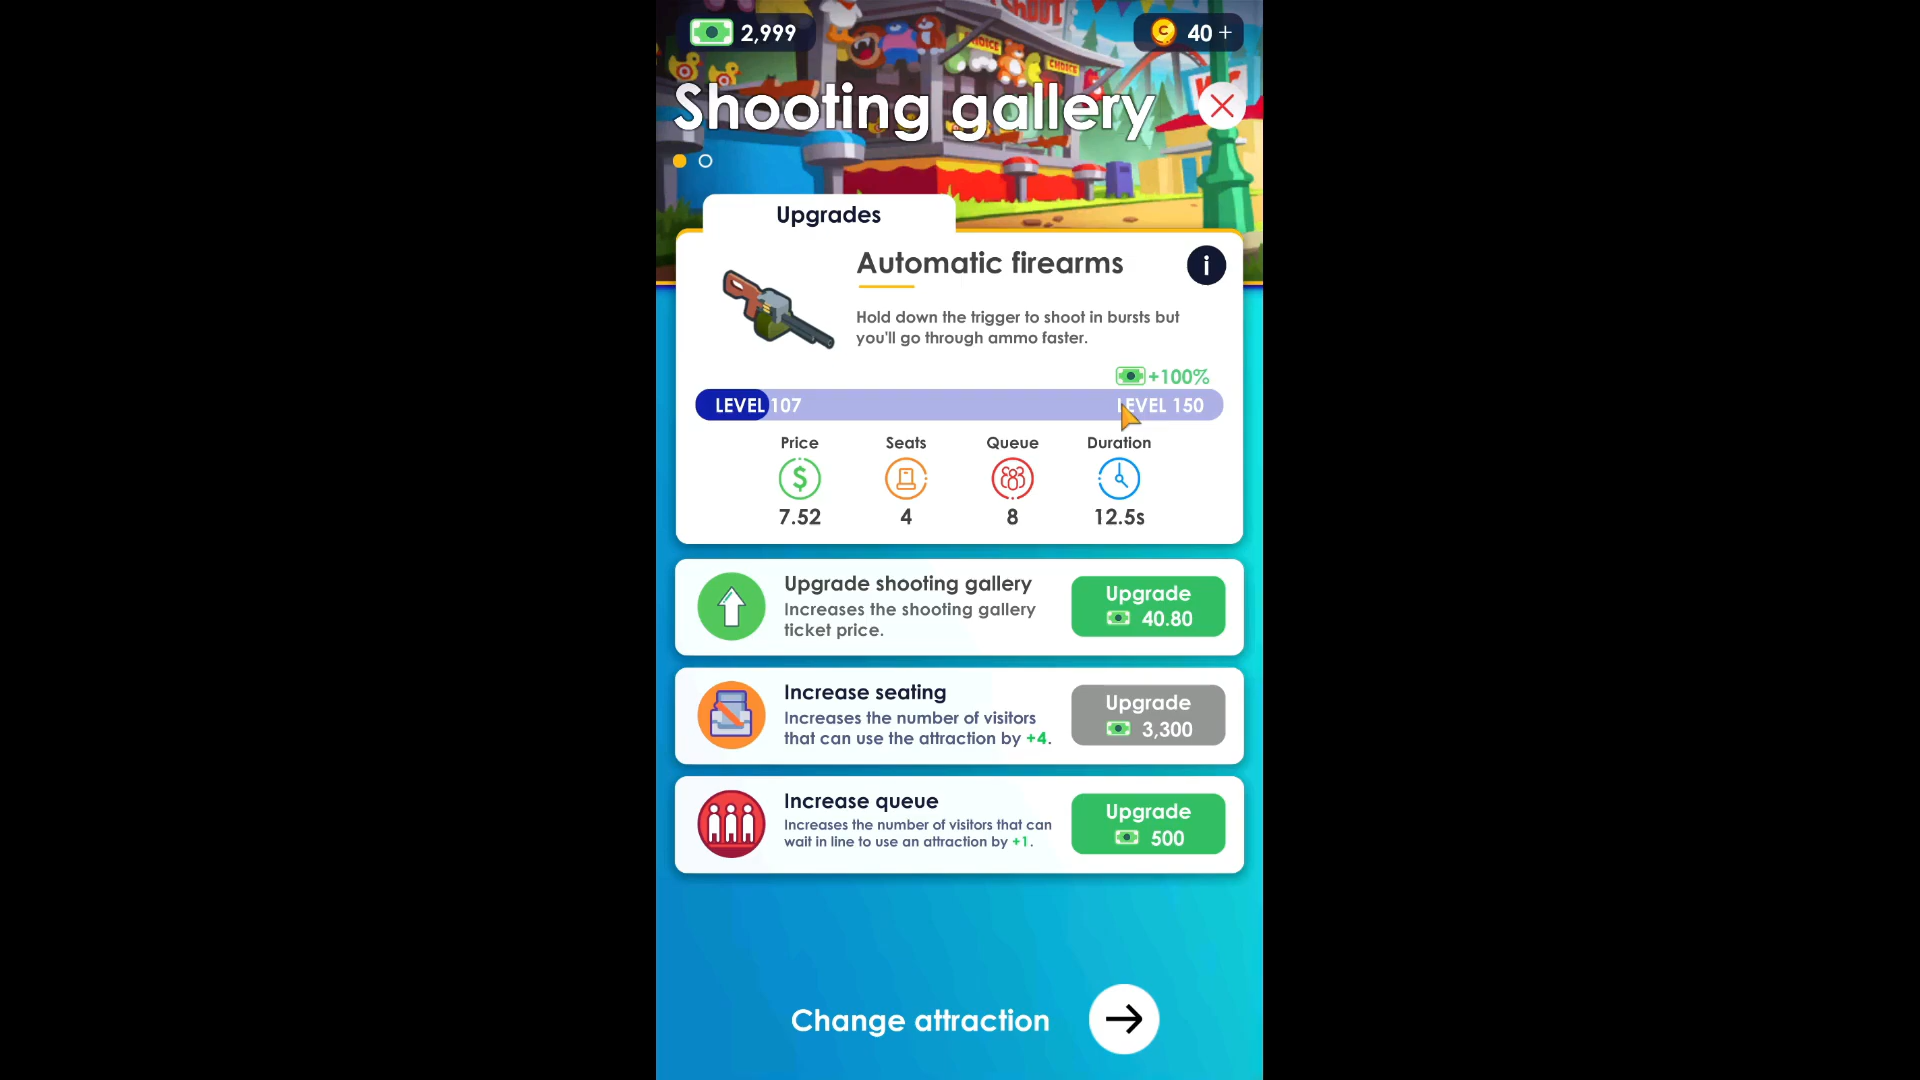 2,999
40 +
SHOOT
CHOICE
CHOICE
Shooting gallery
Upgrades
Automatic firearms
i
Hold down the trigger to shoot in bursts but
you'll go through ammo faster.
+100%
LEVEL 107
LEVEL 150
Price
Seats
Queue
Duration
$
7.52
4
8
12.5s
Upgrade shooting gallery
Increases the shooting gallery
ticket price.
Upgrade
40.80
Increase seating
Increases the number of visitors
that can use the attraction by +4.
Upgrade
3,300
Increase queue
Increases the number of visitors that can
wait in line to use an attraction by +1.
Upgrade
500
Change attraction